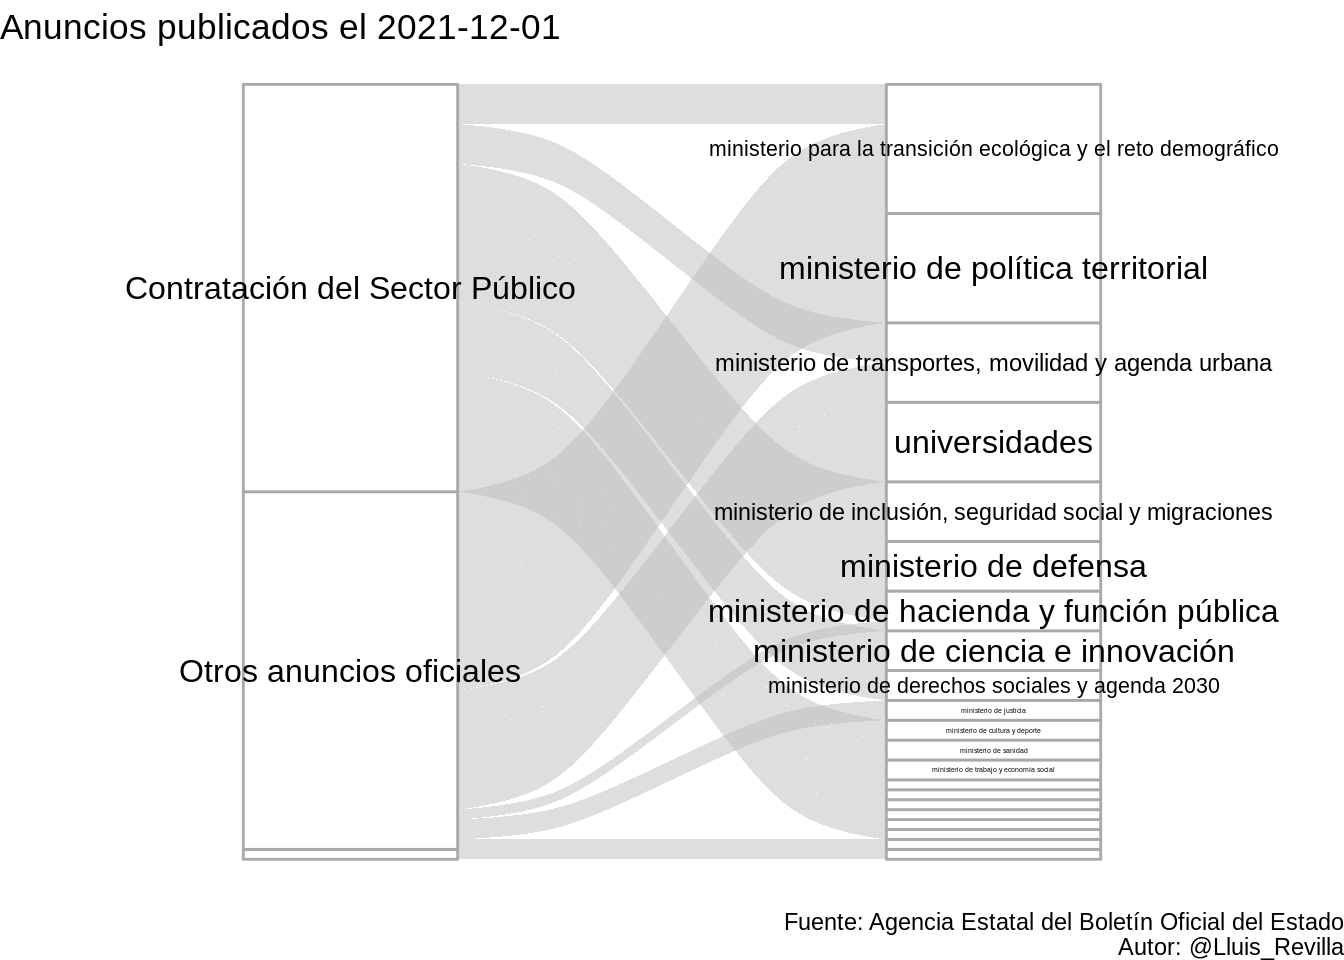 Anuncios publicados el 2021-12-01
ministerio para la transición ecológica y el reto demográfico
ministerio de política territorial
Contratación del Sector Público
ministerio de transportes, movilidad y agenda urbana
universidades
ministerio de inclusión, seguridad social y migraciones
ministerio de defensa
ministerio de hacienda y función pública
ministerio de ciencia e innovación
Otros anuncios oficiales
ministerio de derechos sociales y agenda 2030
ministerio de justicia
ministerio de cultura y deporte
ministerio de sanidad
ministerio de trabajo y economía social
Fuente: Agencia Estatal del Boletín Oficial del Estado
Autor: @Lluis_Revilla